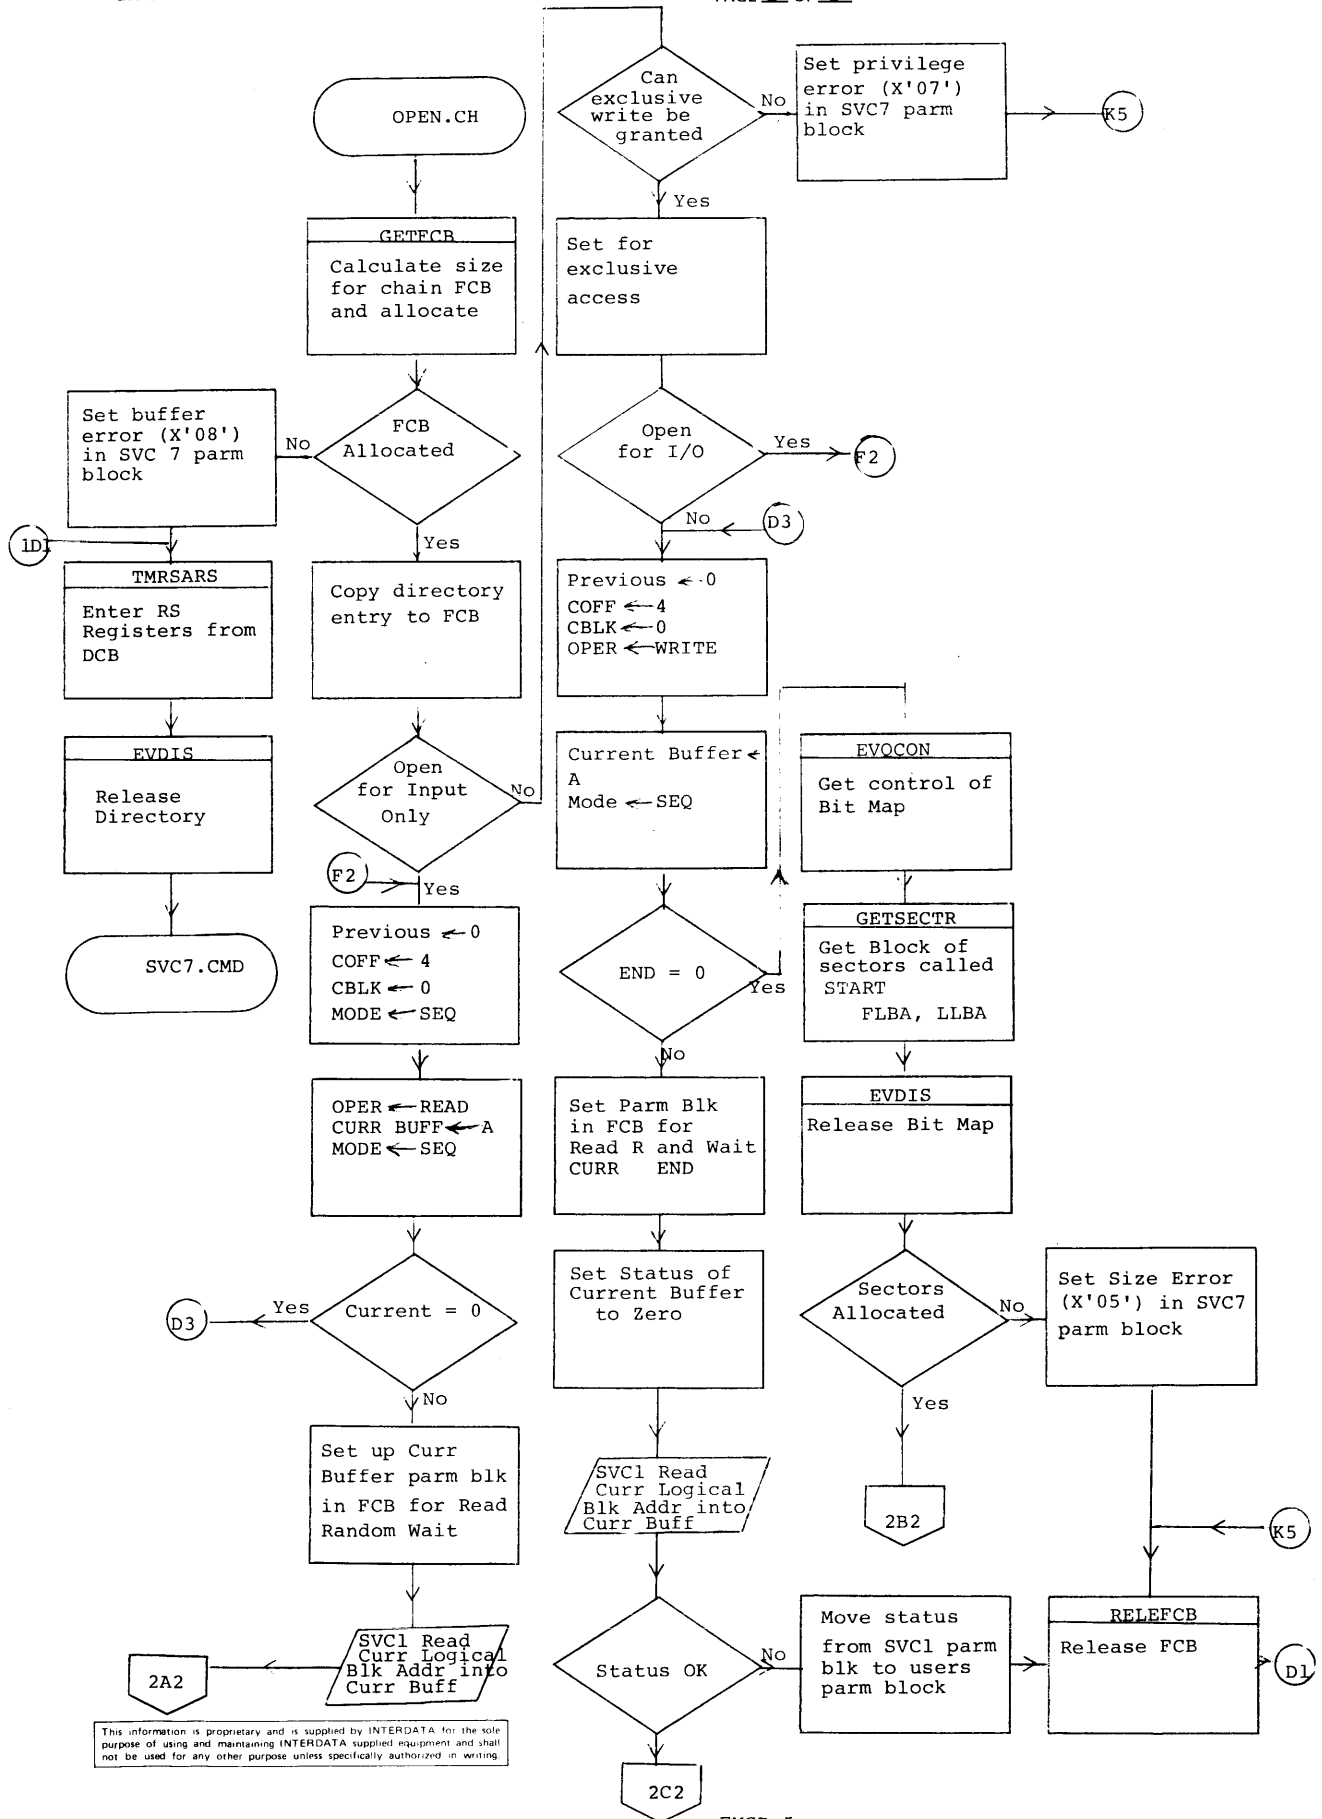 OPEN.CH
GETFCB
Calculate size
for chain FCB
and allocate
Set buffer
error (X'08')
in SVC 7 parm
block
No
FCB
Allocated
Yes
1D1
TMRSARS
Enter RS
Registers from
DCB
EVDIS
Release
Directory
SVC7.CMD
Copy directory
entry to FCB
Open
for Input
Only
No
F2
Yes
Previous ← 0
COFF ← 4
CBLK ← 0
MODE ← SEQ
OPER ← READ
CURR BUFF ← A
MODE ← SEQ
D3
Yes
Current = 0
No
Set up Curr
Buffer parm blk
in FCB for Read
Random Wait
SVC1 Read
Curr Logical
Blk Addr into
Curr Buff
2A2
This information is proprietary and is supplied by INTERDATA for the sole
purpose of using and maintaining INTERDATA supplied equipment and shall
not be used for any other purpose unless specifically authorized in writing.
Can
exclusive
write be
granted
No
Set privilege
error (X'07')
in SVC7 parm
block
K5
Yes
Set for
exclusive
access
Open
for I/O
Yes
F2
No
D3
Previous ← 0
COFF ← 4
CBLK ← 0
OPER ← WRITE
Current Buffer ←
A
Mode ← SEQ
END = 0
Yes
No
Set Parm Blk
in FCB for
Read R and Wait
CURR END
Set Status of
Current Buffer
to Zero
SVC1 Read
Curr Logical
Blk Addr into
Curr Buff
Status OK
No
Move status
from SVC1 parm
blk to users
parm block
2C2
EVQCON
Get control of
Bit Map
GETSECTR
Get Block of
sectors called
START
FLBA, LLBA
EVDIS
Release Bit Map
Sectors
Allocated
No
Set Size Error
(X'05') in SVC7
parm block
Yes
2B2
K5
RELEFCB
Release FCB
D1